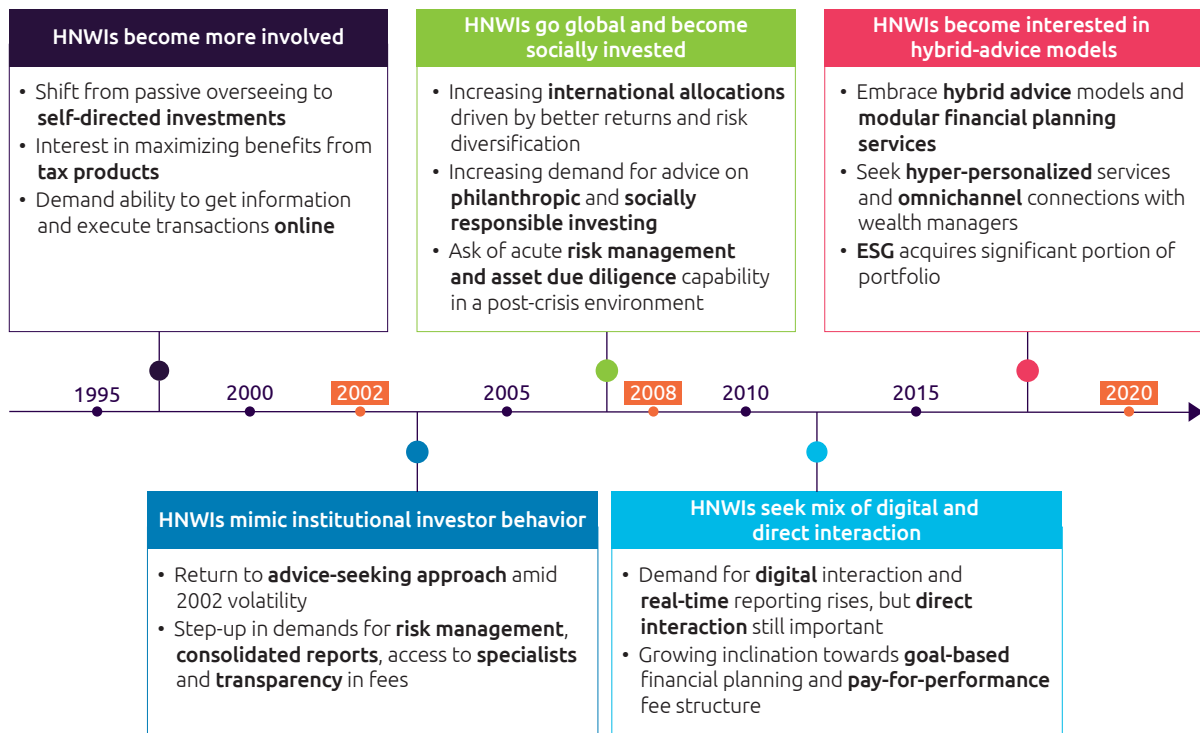 HNWIs become more involved
• Shift from passive overseeing to
self-directed investments
• Interest in maximizing benefits from
tax products
• Demand ability to get information
and execute transactions online
HNWIs go global and become
socially invested
• Increasing international allocations
driven by better returns and risk
diversification
• Increasing demand for advice on
philanthropic and socially
responsible investing
• Ask of acute risk management
and asset due diligence capability
in a post-crisis environment
HNWIs become interested in
hybrid-advice models
• Embrace hybrid advice models and
modular financial planning
services
• Seek hyper-personalized services
and omnichannel connections with
wealth managers
• ESG acquires significant portion of
portfolio
1995 2000 2002 2005 2008 2010 2015 2020
HNWIs mimic institutional investor behavior
• Return to advice-seeking approach amid
2002 volatility
• Step-up in demands for risk management,
consolidated reports, access to specialists
and transparency in fees
HNWIs seek mix of digital and
direct interaction
• Demand for digital interaction and
real-time reporting rises, but direct
interaction still important
• Growing inclination towards goal-based
financial planning and pay-for-performance
fee structure